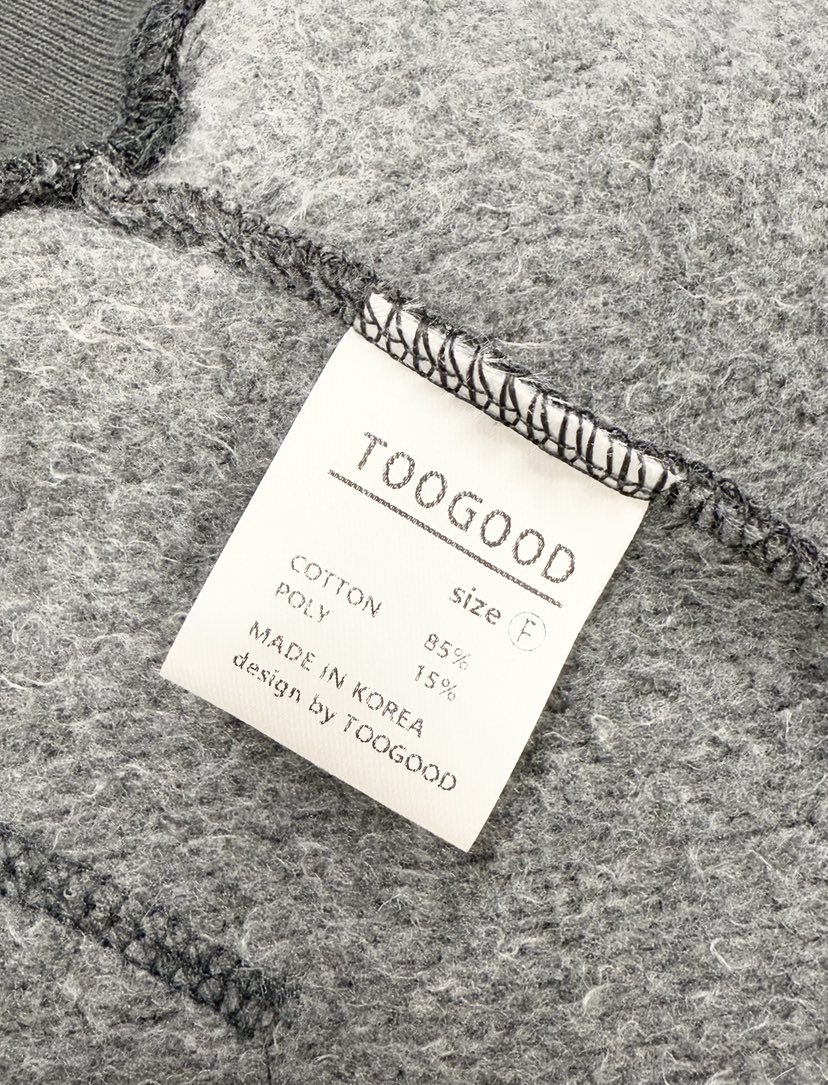 TOOGOOD
size F
COTTON 85%
POLY 15%
MADE IN KOREA
design by TOOGOOD